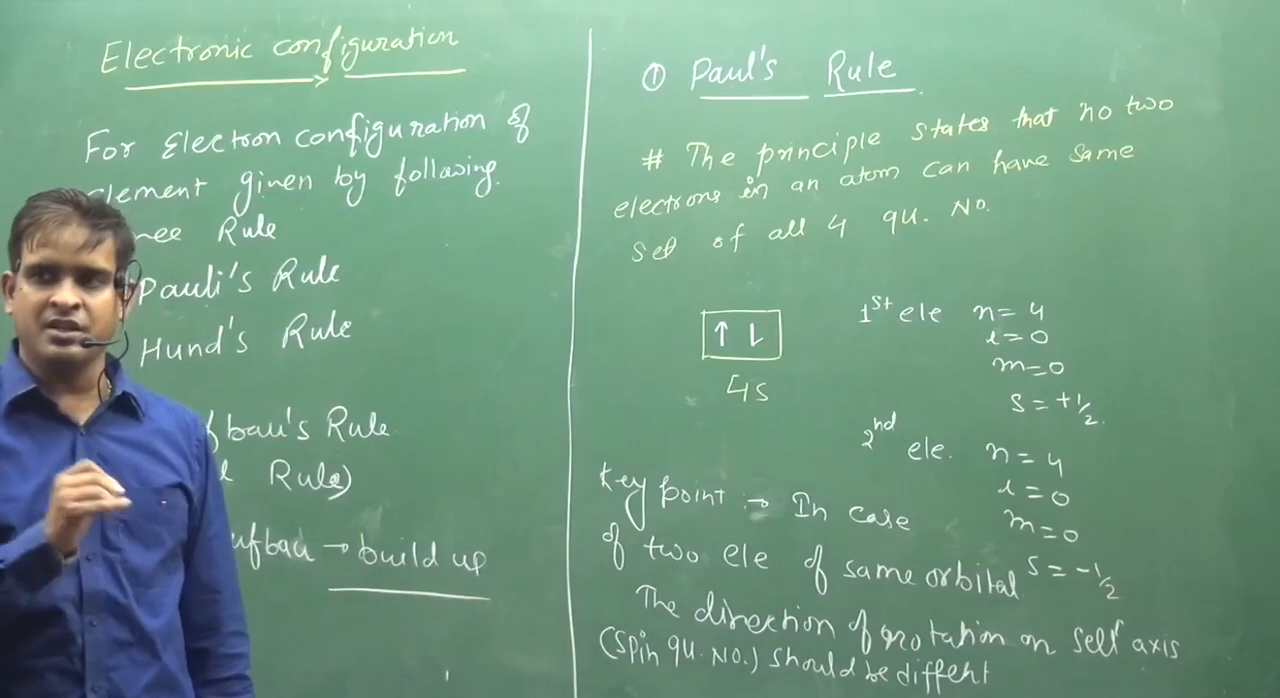 Electronic configuration
For Electron configuration of
element given by following.
Rule
Pauli's Rule
Hund's Rule
fbau's Rule
Rule)
ufbau → build up
① Paul's Rule
# The principle states that no two
electrons in an atom can have same
set of all 4 qu. No.
↑ ⇂
4s
1st ele n=4
l=0
m=0
s=+1/2.
2nd ele. n=4
l=0
m=0
s=-1/2
Key point → In case
of two ele of same orbital
The direction of rotation on self axis
(Spin qu. No.) should be differht